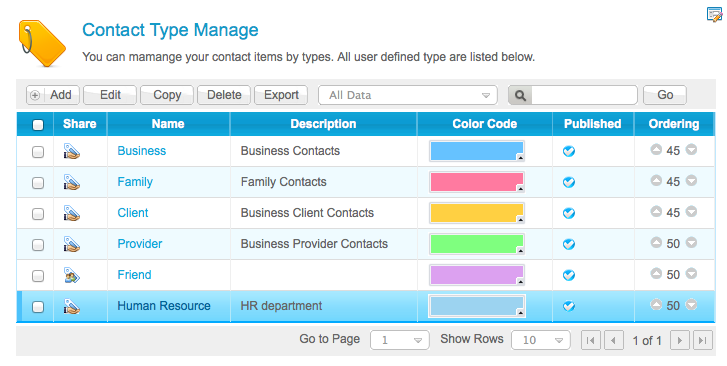 Contact Type Manage
You can mamange your contact items by types. All user defined type are listed below.
Add Edit Copy Delete Export All Data Go
Share Name Description Color Code Published Ordering
Business Business Contacts 45
Family Family Contacts 45
Client Business Client Contacts 45
Provider Business Provider Contacts 50
Friend 50
Human Resource HR department 50
Go to Page 1 Show Rows 10 1 of 1